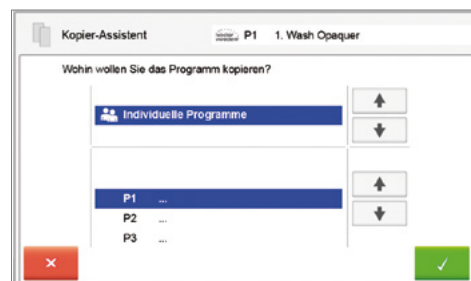 Kopier-Assistent P1 1. Wash Opaquer
Wohin wollen Sie das Programm kopieren?
Individuelle Programme
P1 ...
P2 ...
P3 ...